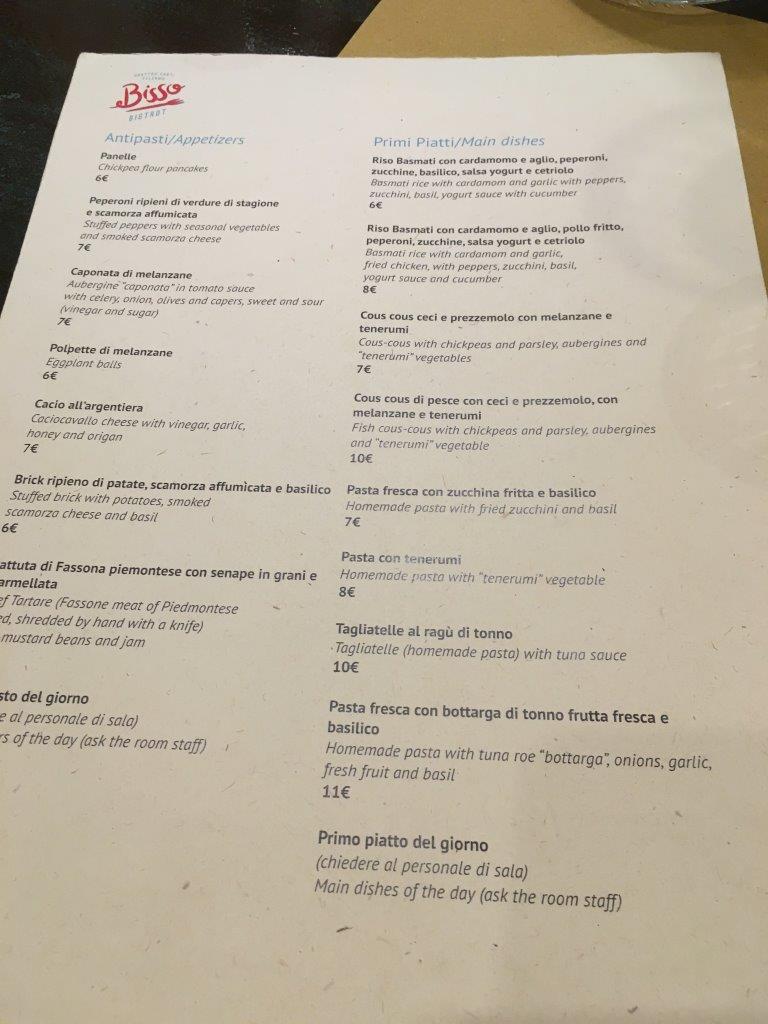 QUATTRO CANTI
PALERMO
Bisso
BISTROT
Antipasti/Appetizers
Panelle
Chickpea flour pancakes
6€
Peperoni ripieni di verdure di stagione
e scamorza affumicata
Stuffed peppers with seasonal vegetables
and smoked scamorza cheese
7€
Caponata di melanzane
Aubergine "caponata" in tomato sauce
with celery, onion, olives and capers, sweet and sour
(vinegar and sugar)
7€
Polpette di melanzane
Eggplant balls
6€
Cacio all'argentiera
Caciocavallo cheese with vinegar, garlic,
honey and origan
7€
Brick ripieno di patate, scamorza affumicata e basilico
Stuffed brick with potatoes, smoked
scamorza cheese and basil
6€
attuta di Fassona piemontese con senape in grani e
armellata
ef Tartare (Fassone meat of Piedmontese
ed, shredded by hand with a knife)
mustard beans and jam
sto del giorno
e al personale di sala)
rs of the day (ask the room staff)
Primi Piatti/Main dishes
Riso Basmati con cardamomo e aglio, peperoni,
zucchine, basilico, salsa yogurt e cetriolo
Basmati rice with cardamom and garlic with peppers,
zucchini, basil, yogurt sauce with cucumber
6€
Riso Basmati con cardamomo e aglio, pollo fritto,
peperoni, zucchine, salsa yogurt e cetriolo
Basmati rice with cardamom and garlic,
fried chicken, with peppers, zucchini, basil,
yogurt sauce and cucumber
8€
Cous cous ceci e prezzemolo con melanzane e
tenerumi
Cous-cous with chickpeas and parsley, aubergines and
"tenerumi" vegetables
7€
Cous cous di pesce con ceci e prezzemolo, con
melanzane e tenerumi
Fish cous-cous with chickpeas and parsley, aubergines
and "tenerumi" vegetable
10€
Pasta fresca con zucchina fritta e basilico
Homemade pasta with fried zucchini and basil
7€
Pasta con tenerumi
Homemade pasta with "tenerumi" vegetable
8€
Tagliatelle al ragù di tonno
Tagliatelle (homemade pasta) with tuna sauce
10€
Pasta fresca con bottarga di tonno frutta fresca e
basilico
Homemade pasta with tuna roe "bottarga", onions, garlic,
fresh fruit and basil
11€
Primo piatto del giorno
(chiedere al personale di sala)
Main dishes of the day (ask the room staff)